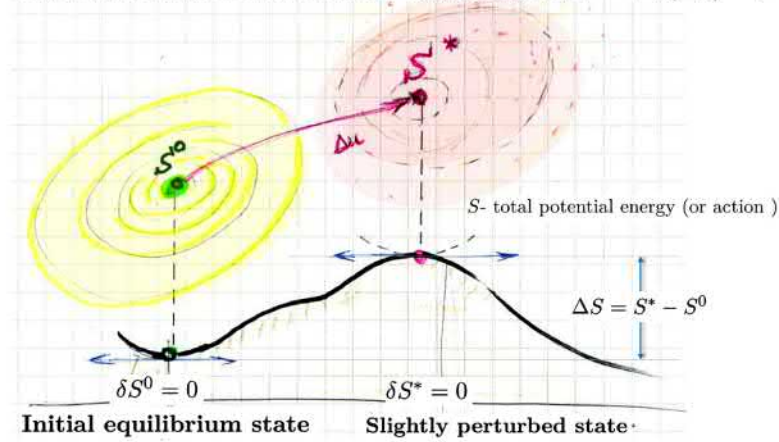 S*
S⁰
Δu
S- total potential energy (or action )
ΔS = S* − S⁰
δS⁰ = 0
δS* = 0
Initial equilibrium state
Slightly perturbed state